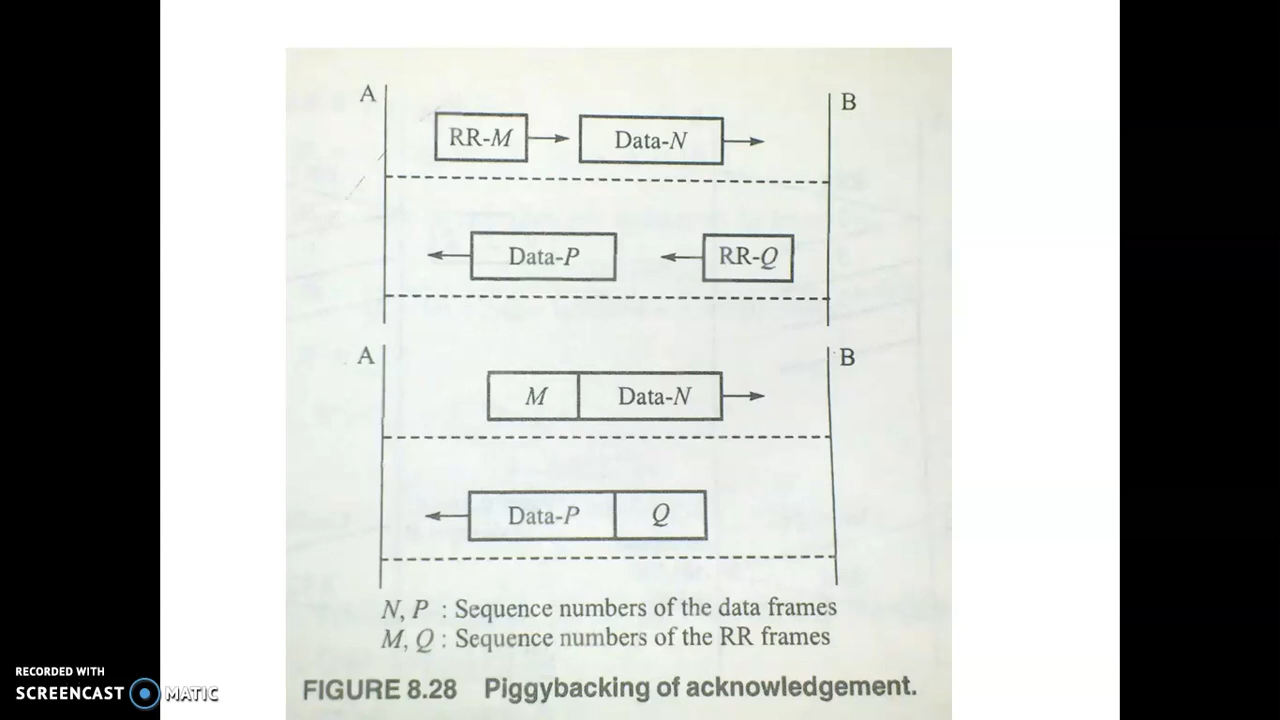 A
B
RR-M
Data-N
Data-P
RR-Q
A
B
M
Data-N
Data-P
Q
N, P : Sequence numbers of the data frames
M, Q : Sequence numbers of the RR frames
FIGURE 8.28 Piggybacking of acknowledgement.
RECORDED WITH
SCREENCAST MATIC